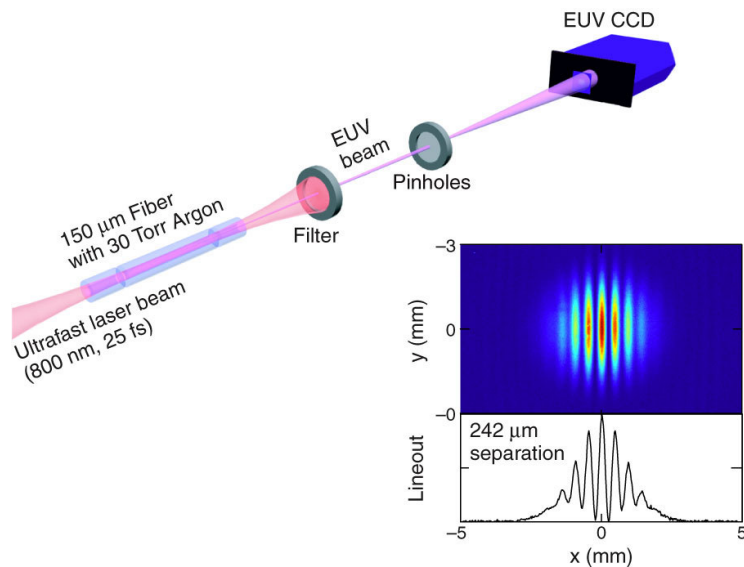 EUV CCD
EUV
beam
Pinholes
Filter
150 μm Fiber
with 30 Torr Argon
Ultrafast laser beam
(800 nm, 25 fs)
–3
0
–0
y (mm)
242 μm
separation
Lineout
–5
0
5
x (mm)